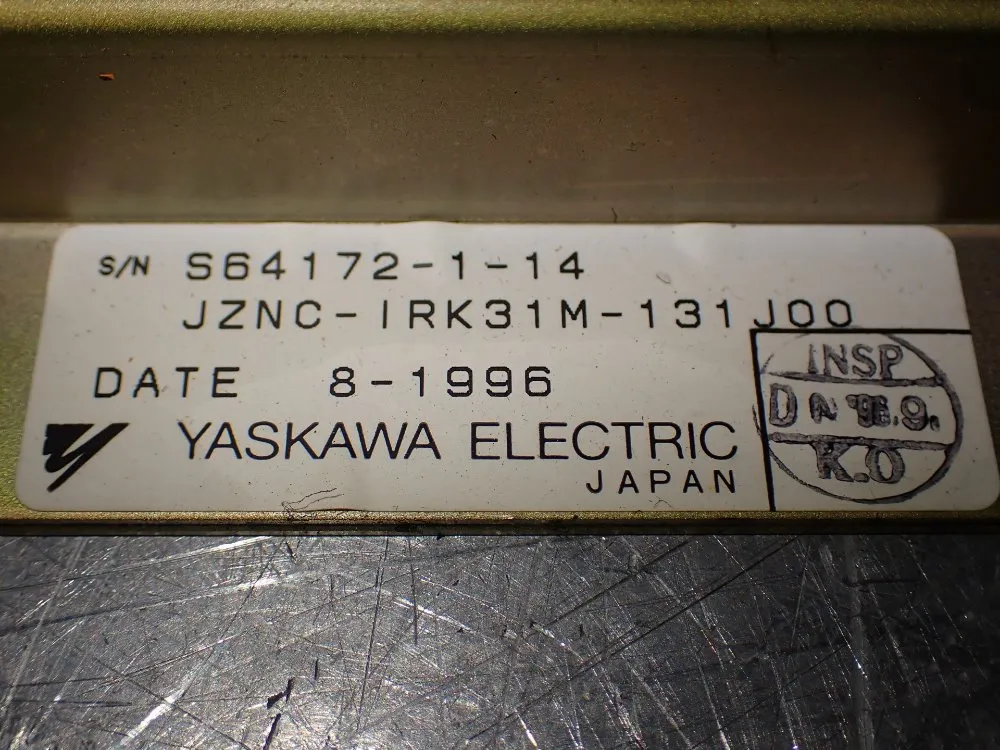 S/N S64172-1-14
JZNC-IRK31M-131J00
DATE 8-1996
YASKAWA ELECTRIC
JAPAN
INSP
D '96.9.
K.O